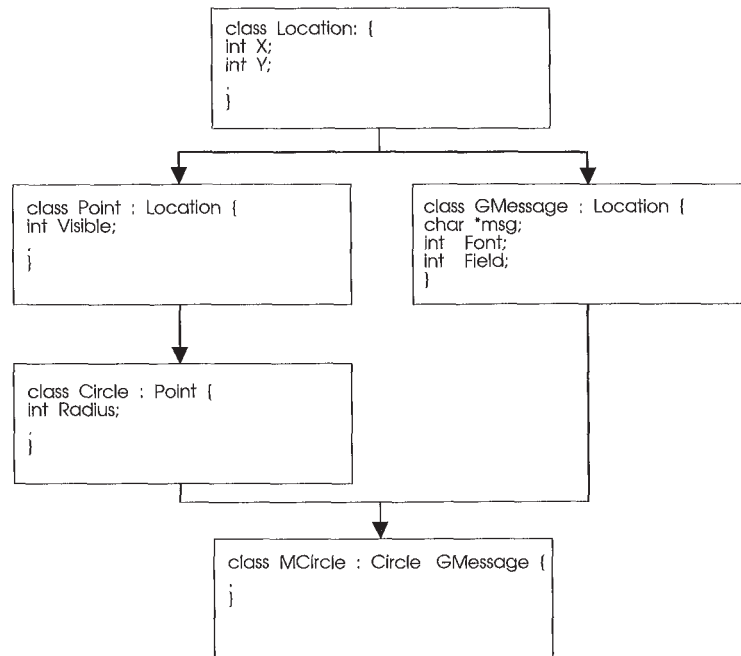 class Location: {
int X;
int Y;
.
}
class Point : Location {
int Visible;
.
}
class GMessage : Location {
char *msg;
int Font;
int Field;
}
class Circle : Point {
int Radius;
.
}
class MCircle : Circle GMessage {
.
}